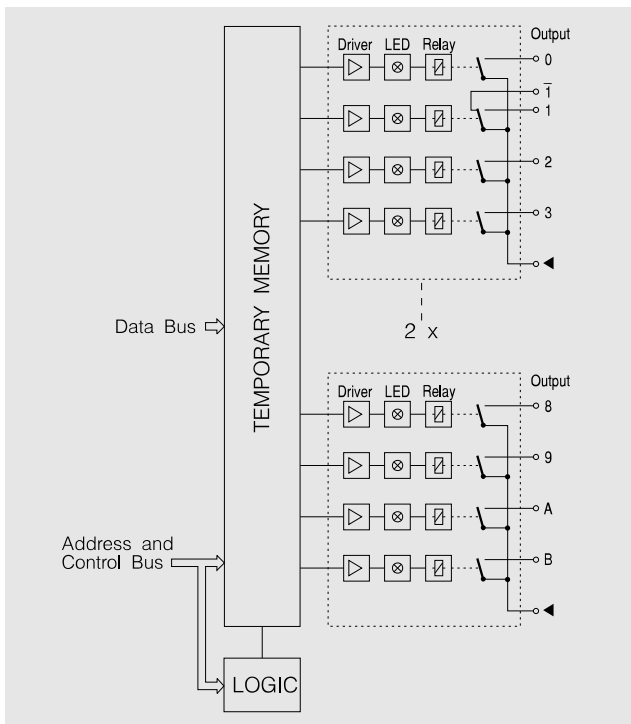 Output
Driver LED Relay
0
1̅
1
2
3
TEMPORARY MEMORY
Data Bus
2 x
Output
Driver LED Relay
8
9
A
B
Address and
Control Bus
LOGIC